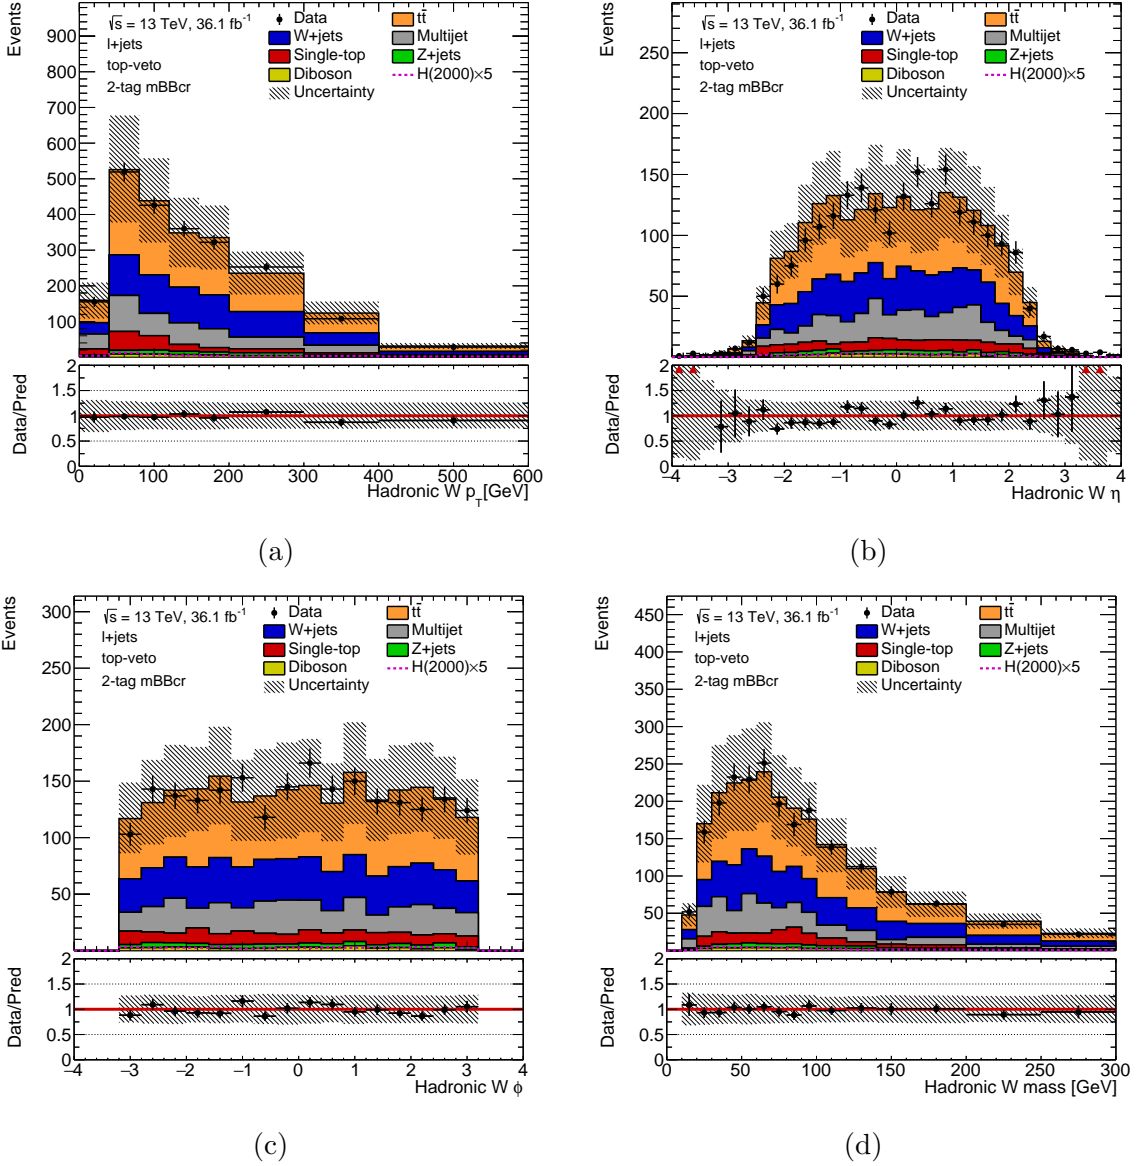 Events
√s = 13 TeV, 36.1 fb⁻¹
l+jets
top-veto
2-tag mBBcr
Data
tt̄
W+jets
Multijet
Single-top
Z+jets
Diboson
H(2000)×5
Uncertainty
900
800
700
600
500
400
300
200
100
Data/Pred
2
1.5
1
0.5
0
0 100 200 300 400 500 600
Hadronic W p_T[GeV]
(a)
Events
√s = 13 TeV, 36.1 fb⁻¹
l+jets
top-veto
2-tag mBBcr
Data
tt̄
W+jets
Multijet
Single-top
Z+jets
Diboson
H(2000)×5
Uncertainty
250
200
150
100
50
Data/Pred
2
1.5
1
0.5
0
−4 −3 −2 −1 0 1 2 3 4
Hadronic W η
(b)
Events
√s = 13 TeV, 36.1 fb⁻¹
l+jets
top-veto
2-tag mBBcr
Data
tt̄
W+jets
Multijet
Single-top
Z+jets
Diboson
H(2000)×5
Uncertainty
300
250
200
150
100
50
Data/Pred
2
1.5
1
0.5
0
−4 −3 −2 −1 0 1 2 3 4
Hadronic W ϕ
(c)
Events
√s = 13 TeV, 36.1 fb⁻¹
l+jets
top-veto
2-tag mBBcr
Data
tt̄
W+jets
Multijet
Single-top
Z+jets
Diboson
H(2000)×5
Uncertainty
450
400
350
300
250
200
150
100
50
Data/Pred
2
1.5
1
0.5
0
0 50 100 150 200 250 300
Hadronic W mass [GeV]
(d)